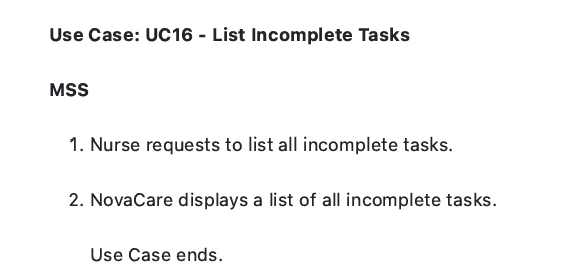 Use Case: UC16 - List Incomplete Tasks
MSS
1. Nurse requests to list all incomplete tasks.
2. NovaCare displays a list of all incomplete tasks.
Use Case ends.